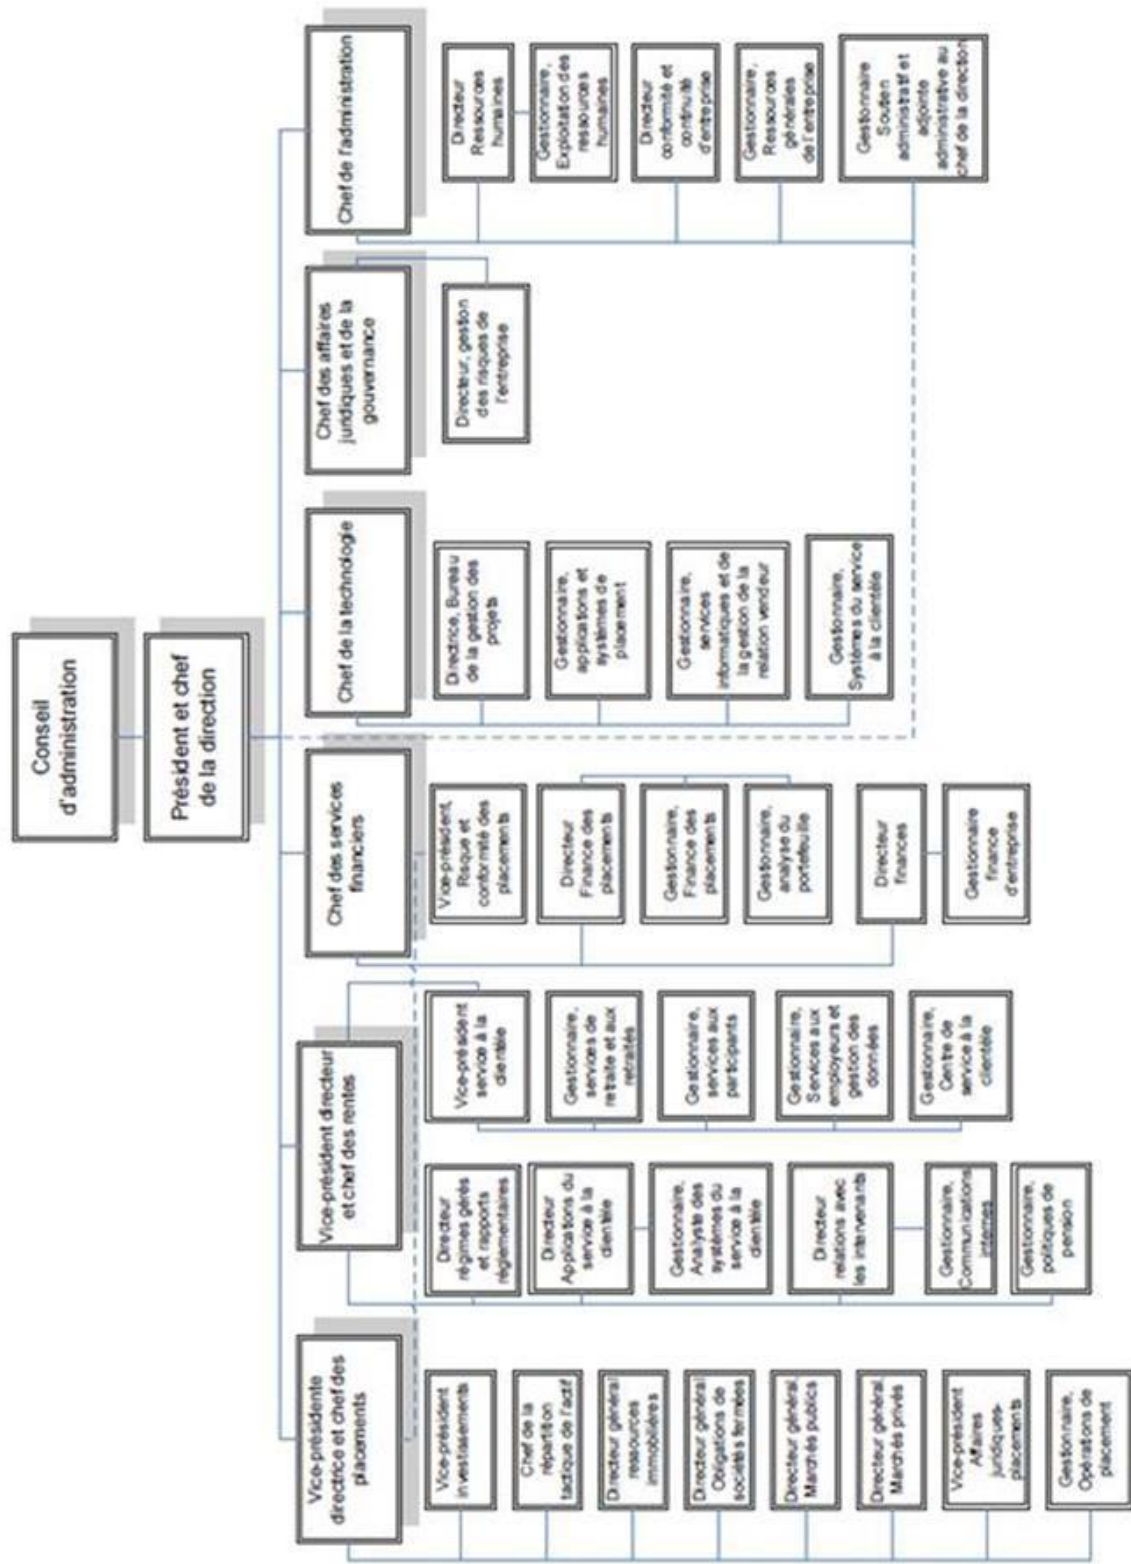 Conseil
d'administration
Président et chef
de la direction
Vice-présidente
directrice et chef des
placements
Vice-président
investissements
Chef de la
répartition
tactique de l'actif
Directeur général
ressources
immobilières
Directeur général
Obligations de
sociétés fermées
Directeur général,
Marchés publics
Directeur général,
Marchés privés
Vice-président
Affaires
juridiques-
placements
Gestionnaire,
Opérations de
placement
Vice-président directeur
et chef des rentes
Directeur
régimes gérés
et rapports
réglementaires
Directeur
Applications du
service à la
clientèle
Gestionnaire,
Analyste des
systèmes du
service à la
clientèle
Directeur
relations avec
les intervenants
Gestionnaire,
Communications
internes
Gestionnaire,
politiques de
pension
Vice-président
service à la
clientèle
Gestionnaire,
services de
retraite et aux
retraités
Gestionnaire,
services aux
participants
Gestionnaire,
Services aux
employeurs et
gestion des
données
Gestionnaire,
Centre de
service à la
clientèle
Chef des services
financiers
Vice-président,
Risque et
conformité des
placements
Directeur
Finance des
placements
Gestionnaire,
Finance des
placements
Gestionnaire,
analyse du
portefeuille
Directeur
finances
Gestionnaire
finance
d'entreprise
Chef de la technologie
Directrice, Bureau
de la gestion des
projets
Gestionnaire,
applications et
systèmes de
placement
Gestionnaire,
services
informatiques et de
la gestion de la
relation vendeur
Gestionnaire,
Systèmes du service
à la clientèle
Chef des affaires
juridiques et de la
gouvernance
Directeur, gestion
des risques de
l'entreprise
Chef de l'administration
Directeur
Ressources
humaines
Gestionnaire,
Exploitation des
ressources
humaines
Directeur
conformité et
continuité
d'entreprise
Gestionnaire,
Ressources
générales
de l'entreprise
Gestionnaire
Soutien
administratif et
adjointe
administrative au
chef de la direction